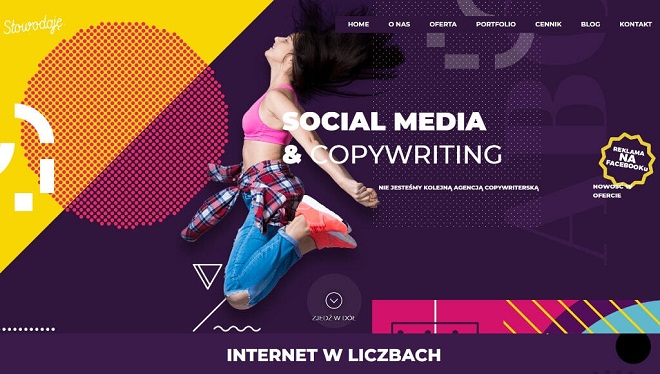 Słowodaję
HOME O NAS OFERTA PORTFOLIO CENNIK BLOG KONTAKT
SOCIAL MEDIA
& COPYWRITING
NIE JESTEŚMY KOLEJNĄ AGENCJĄ COPYWRITERSKĄ
REKLAMA
NA
FACEBOOKu
NOWOŚĆ W
OFERCIE
ZJEDŹ W DÓŁ
INTERNET W LICZBACH